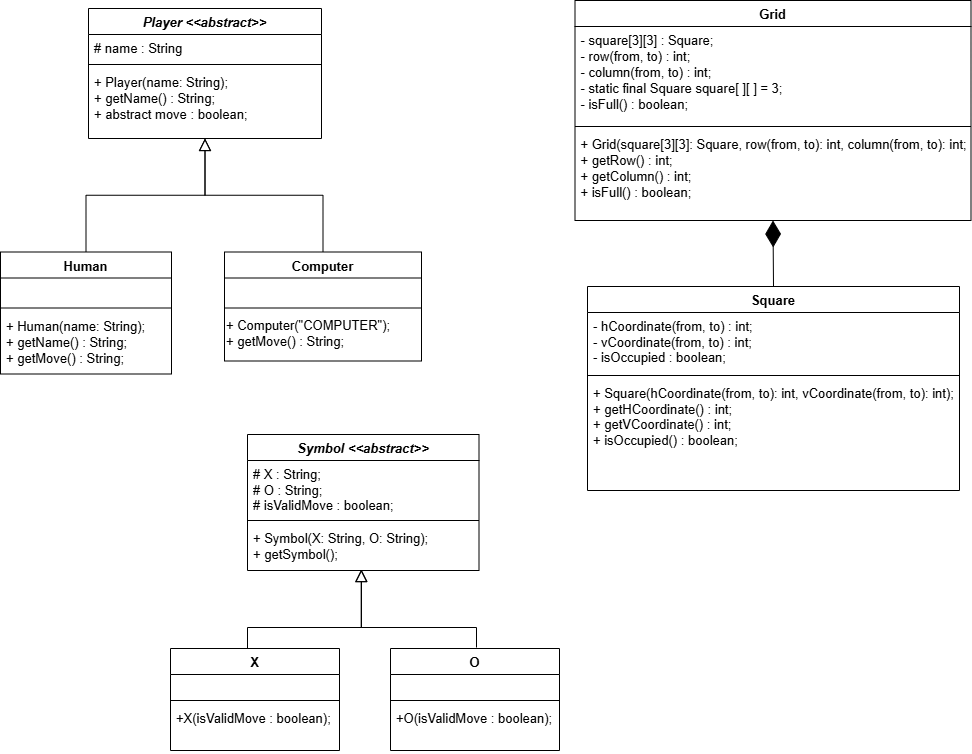 Player <<abstract>>
# name : String
+ Player(name: String);
+ getName() : String;
+ abstract move : boolean;
Grid
- square[3][3] : Square;
- row(from, to) : int;
- column(from, to) : int;
- static final Square square[ ][ ] = 3;
- isFull() : boolean;
+ Grid(square[3][3]: Square, row(from, to): int, column(from, to): int;
+ getRow() : int;
+ getColumn() : int;
+ isFull() : boolean;
Human
+ Human(name: String);
+ getName() : String;
+ getMove() : String;
Computer
+ Computer("COMPUTER");
+ getMove() : String;
Square
- hCoordinate(from, to) : int;
- vCoordinate(from, to) : int;
- isOccupied : boolean;
+ Square(hCoordinate(from, to): int, vCoordinate(from, to): int);
+ getHCoordinate() : int;
+ getVCoordinate() : int;
+ isOccupied() : boolean;
Symbol <<abstract>>
# X : String;
# O : String;
# isValidMove : boolean;
+ Symbol(X: String, O: String);
+ getSymbol();
X
+X(isValidMove : boolean);
O
+O(isValidMove : boolean);